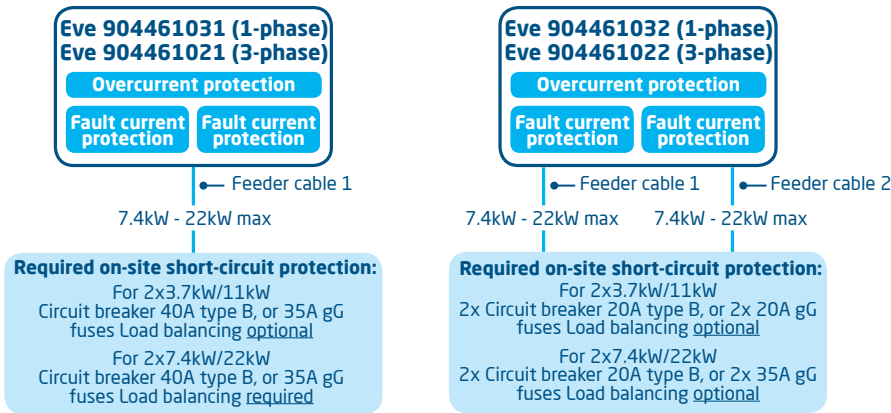 Eve 904461031 (1-phase)
Eve 904461021 (3-phase)
Overcurrent protection
Fault current
protection
Fault current
protection
Feeder cable 1
7.4kW - 22kW max
Required on-site short-circuit protection:
For 2x3.7kW/11kW
Circuit breaker 40A type B, or 35A gG
fuses Load balancing optional
For 2x7.4kW/22kW
Circuit breaker 40A type B, or 35A gG
fuses Load balancing required
Eve 904461032 (1-phase)
Eve 904461022 (3-phase)
Overcurrent protection
Fault current
protection
Fault current
protection
Feeder cable 1
Feeder cable 2
7.4kW - 22kW max
7.4kW - 22kW max
Required on-site short-circuit protection:
For 2x3.7kW/11kW
2x Circuit breaker 20A type B, or 2x 20A gG
fuses Load balancing optional
For 2x7.4kW/22kW
2x Circuit breaker 20A type B, or 2x 35A gG
fuses Load balancing optional